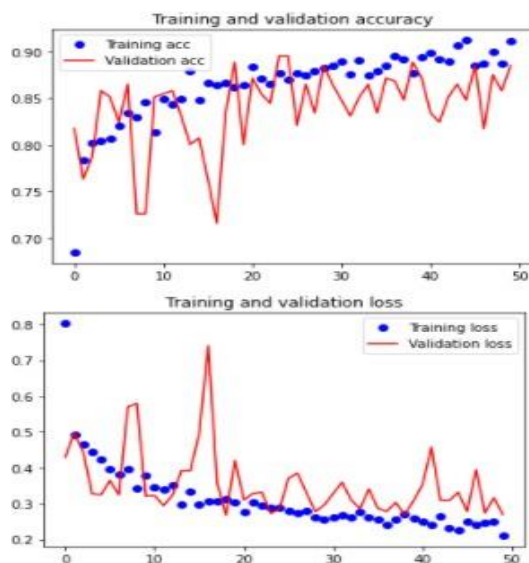 Training and validation accuracy
0.90
0.85
0.80
0.75
0.70
Training acc
Validation acc
0 10 20 30 40 50
Training and validation loss
0.8
0.7
0.6
0.5
0.4
0.3
0.2
Training loss
Validation loss
0 10 20 30 40 50